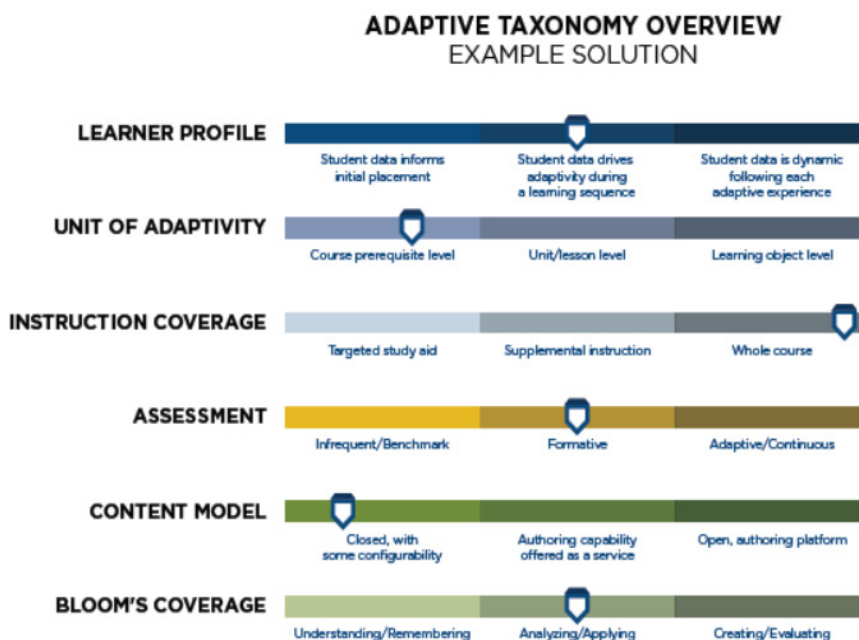 ADAPTIVE TAXONOMY OVERVIEW
EXAMPLE SOLUTION
LEARNER PROFILE
Student data informs
initial placement
Student data drives
adaptivity during
a learning sequence
Student data is dynamic
following each
adaptive experience
UNIT OF ADAPTIVITY
Course prerequisite level
Unit/lesson level
Learning object level
INSTRUCTION COVERAGE
Targeted study aid
Supplemental instruction
Whole course
ASSESSMENT
Infrequent/Benchmark
Formative
Adaptive/Continuous
CONTENT MODEL
Closed, with
some configurability
Authoring capability
offered as a service
Open, authoring platform
BLOOM'S COVERAGE
Understanding/Remembering
Analyzing/Applying
Creating/Evaluating